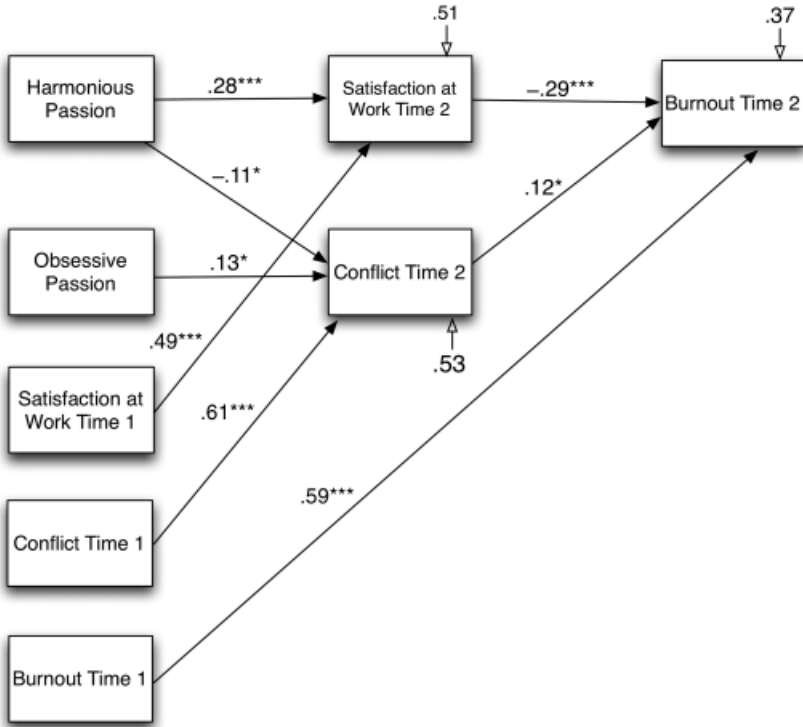 .51
.37
Harmonious
Passion
.28***
Satisfaction at
Work Time 2
–.29***
Burnout Time 2
–.11*
.12*
Obsessive
Passion
.13*
Conflict Time 2
.49***
.53
Satisfaction at
Work Time 1
.61***
.59***
Conflict Time 1
Burnout Time 1